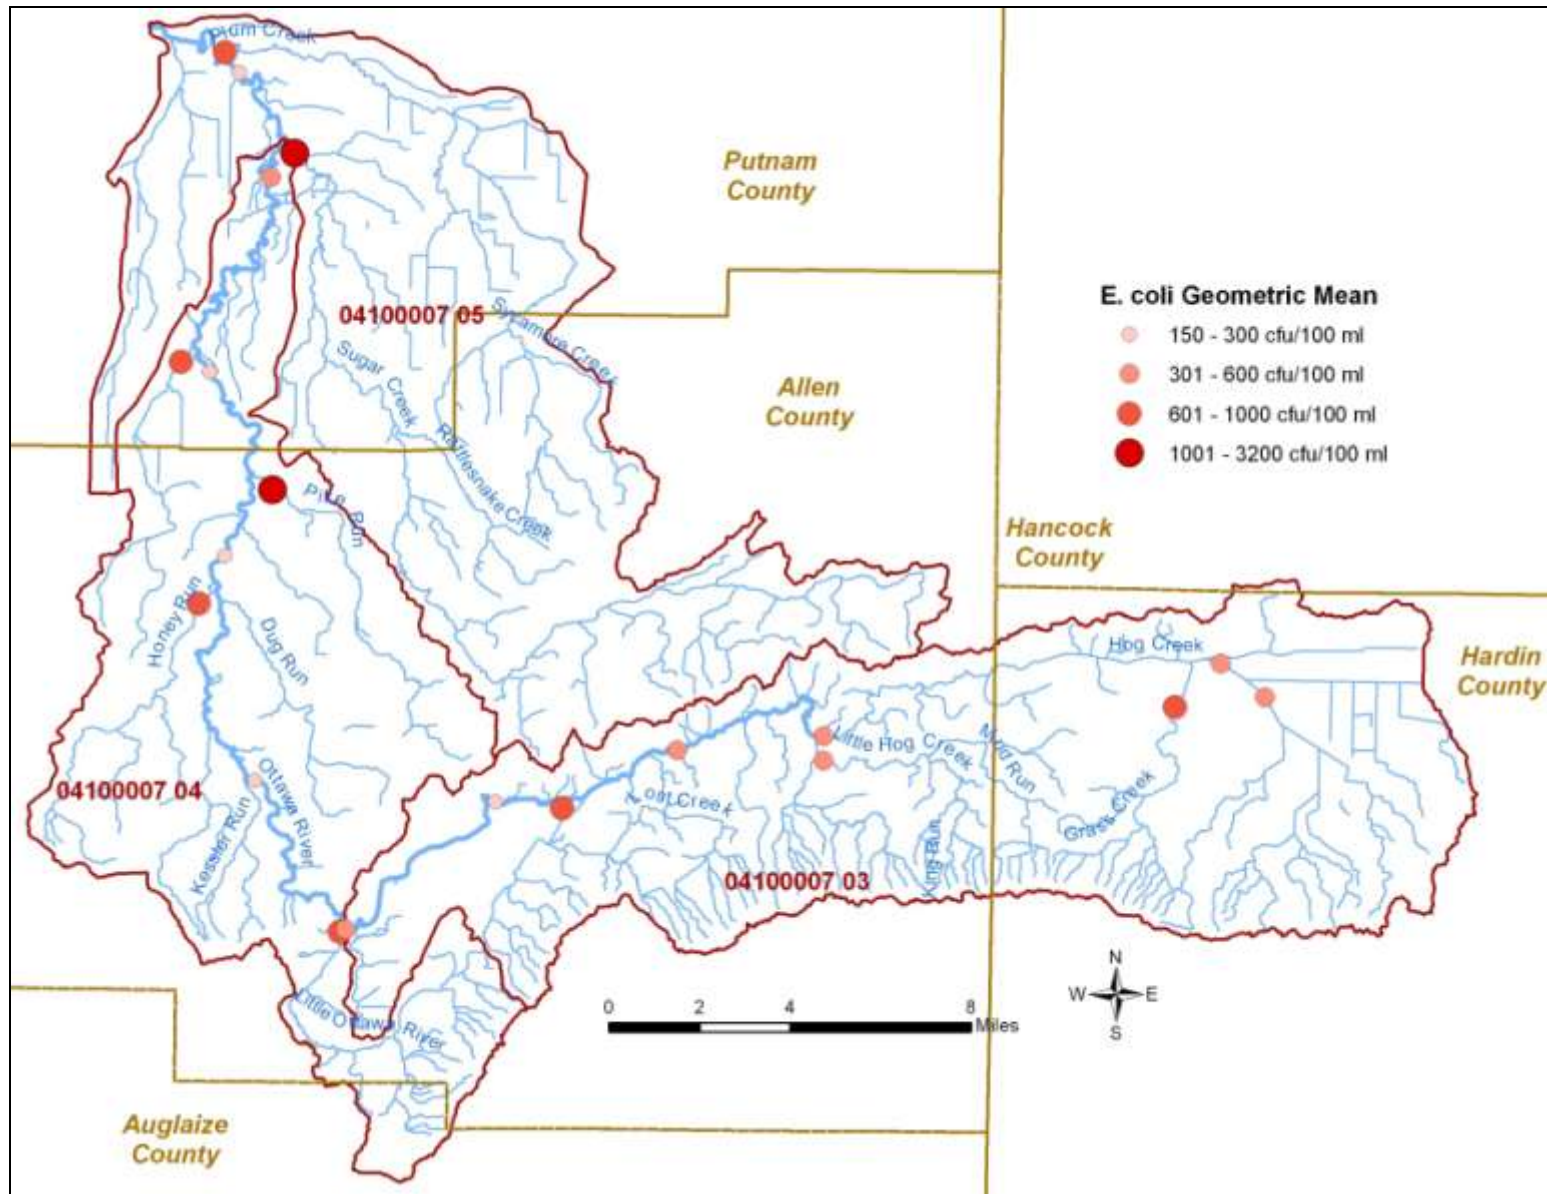 Plum Creek
Putnam
County
04100007 05
Sycamore Creek
Sugar Creek
Rattlesnake Creek
E. coli Geometric Mean
150 - 300 cfu/100 ml
301 - 600 cfu/100 ml
601 - 1000 cfu/100 ml
1001 - 3200 cfu/100 ml
Allen
County
Pike Run
Hancock
County
Honey Run
Dug Run
Hog Creek
Hardin
County
Little Hog Creek
Mud Run
Grass Creek
Lost Creek
King Run
04100007 04
Ottawa River
Kessler Run
04100007 03
Little Ottawa River
0 2 4 8
Miles
N
W E
S
Auglaize
County